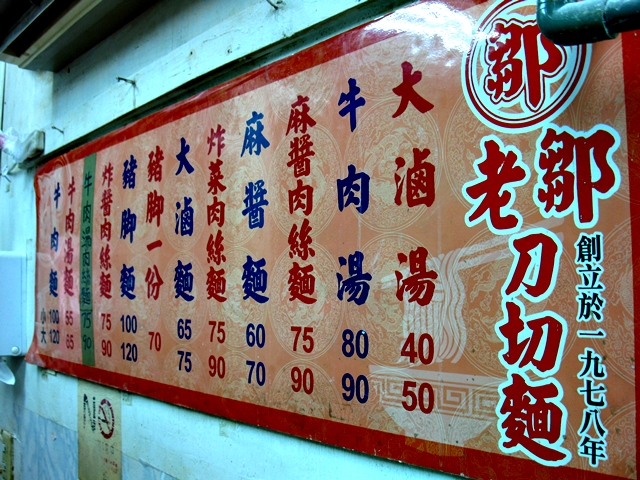 鄒
鄒
老刀切麵
創立於一九七八年
大滷湯 40 50
牛肉湯 80 90
麻醬肉絲麵 75 90
麻醬麵 60 70
炸菜肉絲麵 75 90
大滷麵 65 75
豬腳一份 70
豬腳麵 100 120
炸醬肉絲麵 75 90
75 90
牛肉湯麵 55 65
牛肉麵 小100 大120